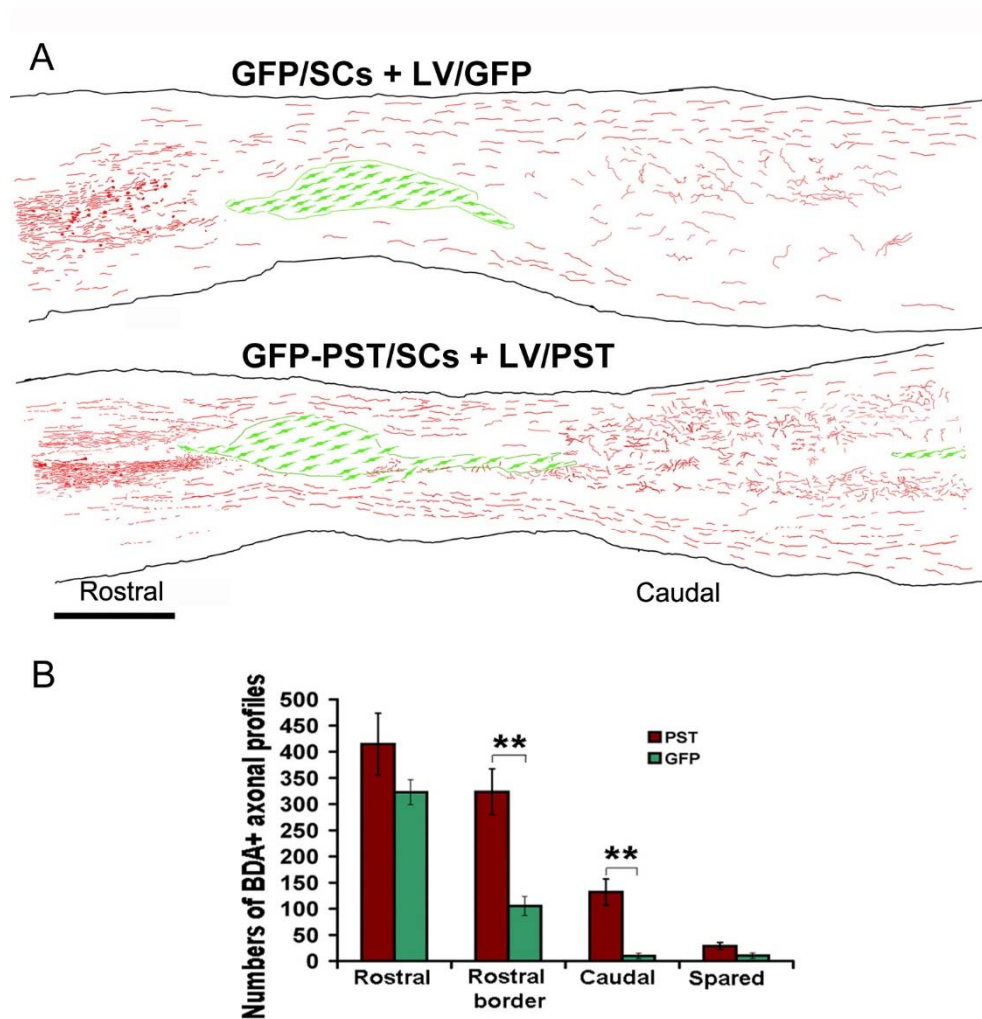 A
GFP/SCs + LV/GFP
GFP-PST/SCs + LV/PST
Rostral
Caudal
B
Numbers of BDA+ axonal profiles
500
450
400
350
300
250
200
150
100
50
0
**
**
PST
GFP
Rostral
Rostral
border
Caudal
Spared